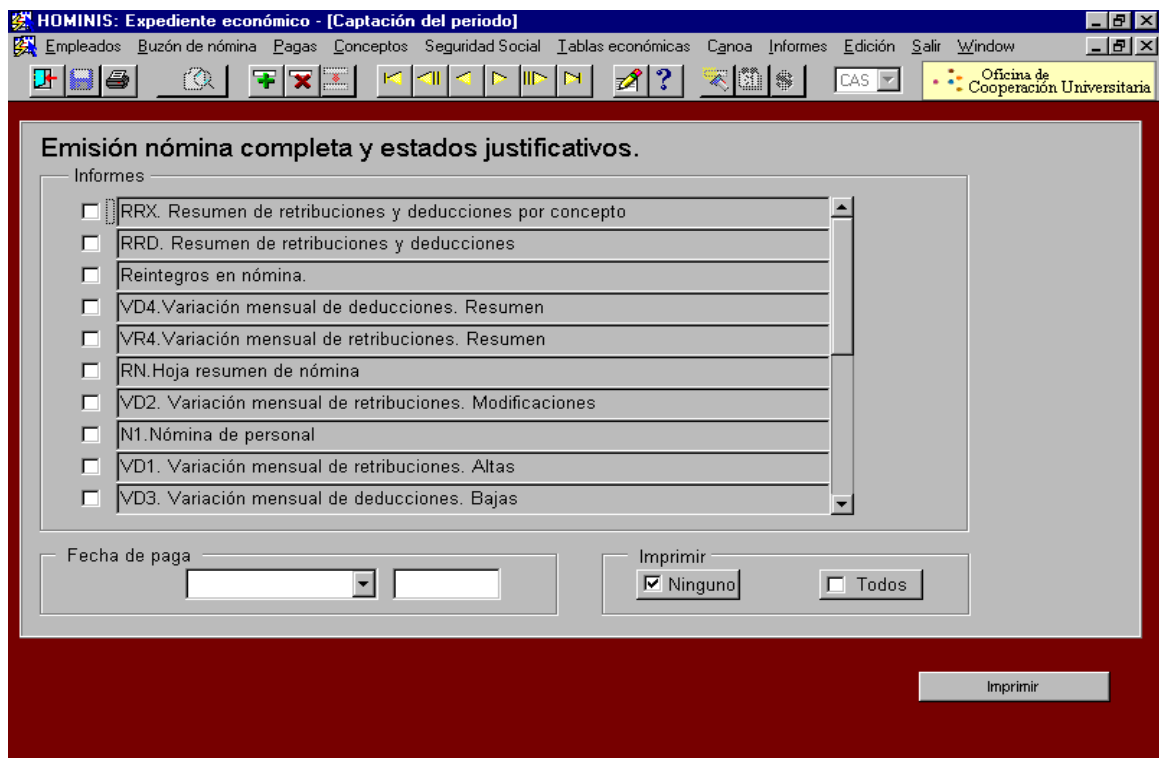 HOMINIS: Expediente económico - [Captación del periodo]
Empleados Buzón de nómina Pagas Conceptos Seguridad Social Tablas económicas Canoa Informes Edición Salir Window
CAS
Oficina de
Cooperación Universitaria
Emisión nómina completa y estados justificativos.
Informes
RRX. Resumen de retribuciones y deducciones por concepto
RRD. Resumen de retribuciones y deducciones
Reintegros en nómina.
VD4.Variación mensual de deducciones. Resumen
VR4.Variación mensual de retribuciones. Resumen
RN.Hoja resumen de nómina
VD2. Variación mensual de retribuciones. Modificaciones
N1.Nómina de personal
VD1. Variación mensual de retribuciones. Altas
VD3. Variación mensual de deducciones. Bajas
Fecha de paga
Imprimir
Ninguno
Todos
Imprimir